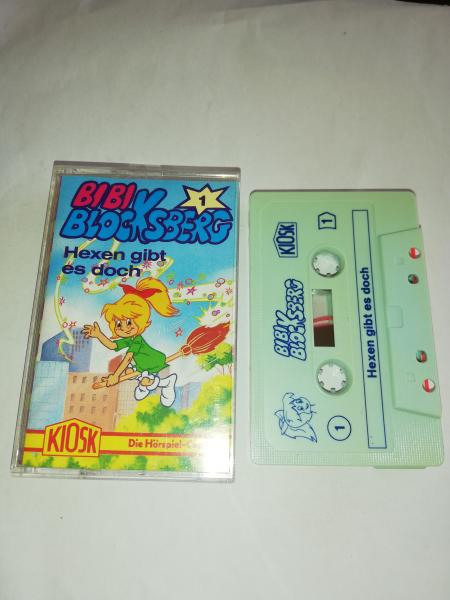 BIBI
BLOCKSBERG
1
Hexen gibt
es doch
KIOSK
Die Hörspiel-
KIOSK
1
BIBI
BLOCKSBERG
Hexen gibt es doch
1